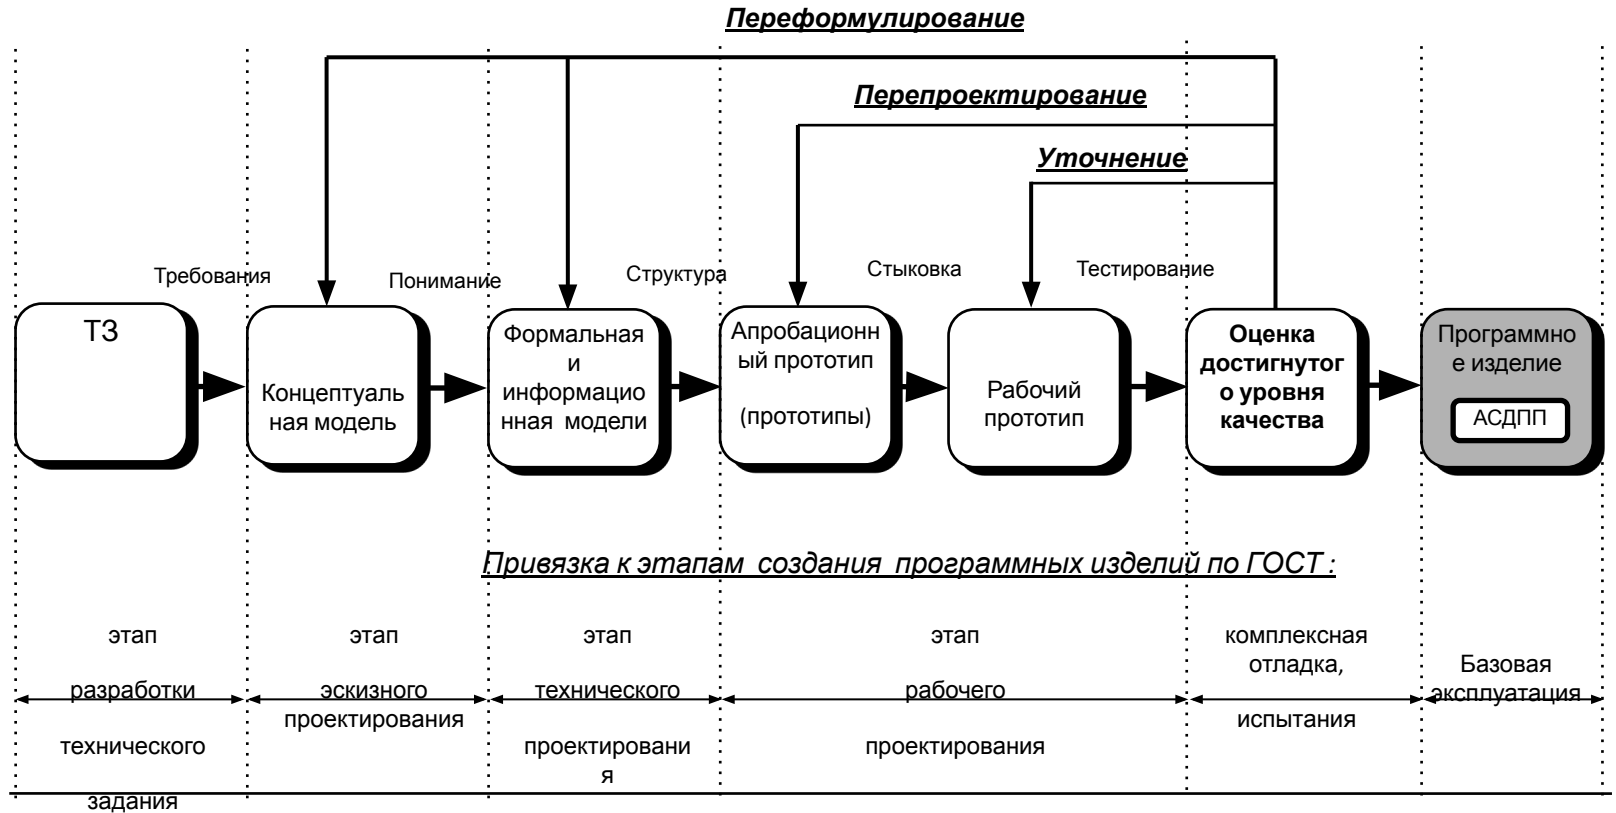 Переформулирование
Перепроектирование
Уточнение
Требования
Понимание
Структура
Стыковка
Тестирование
ТЗ
Концептуаль
ная модель
Формальная
и
информацио
нная модели
Апробационн
ый прототип
(прототипы)
Рабочий
прототип
Оценка
достигнутог
о уровня
качества
Программно
е изделие
АСДПП
Привязка к этапам создания программных изделий по ГОСТ :
этап
разработки
технического
задания
этап
эскизного
проектирования
этап
технического
проектировани
я
этап
рабочего
проектирования
комплексная
отладка,
испытания
Базовая
эксплуатация